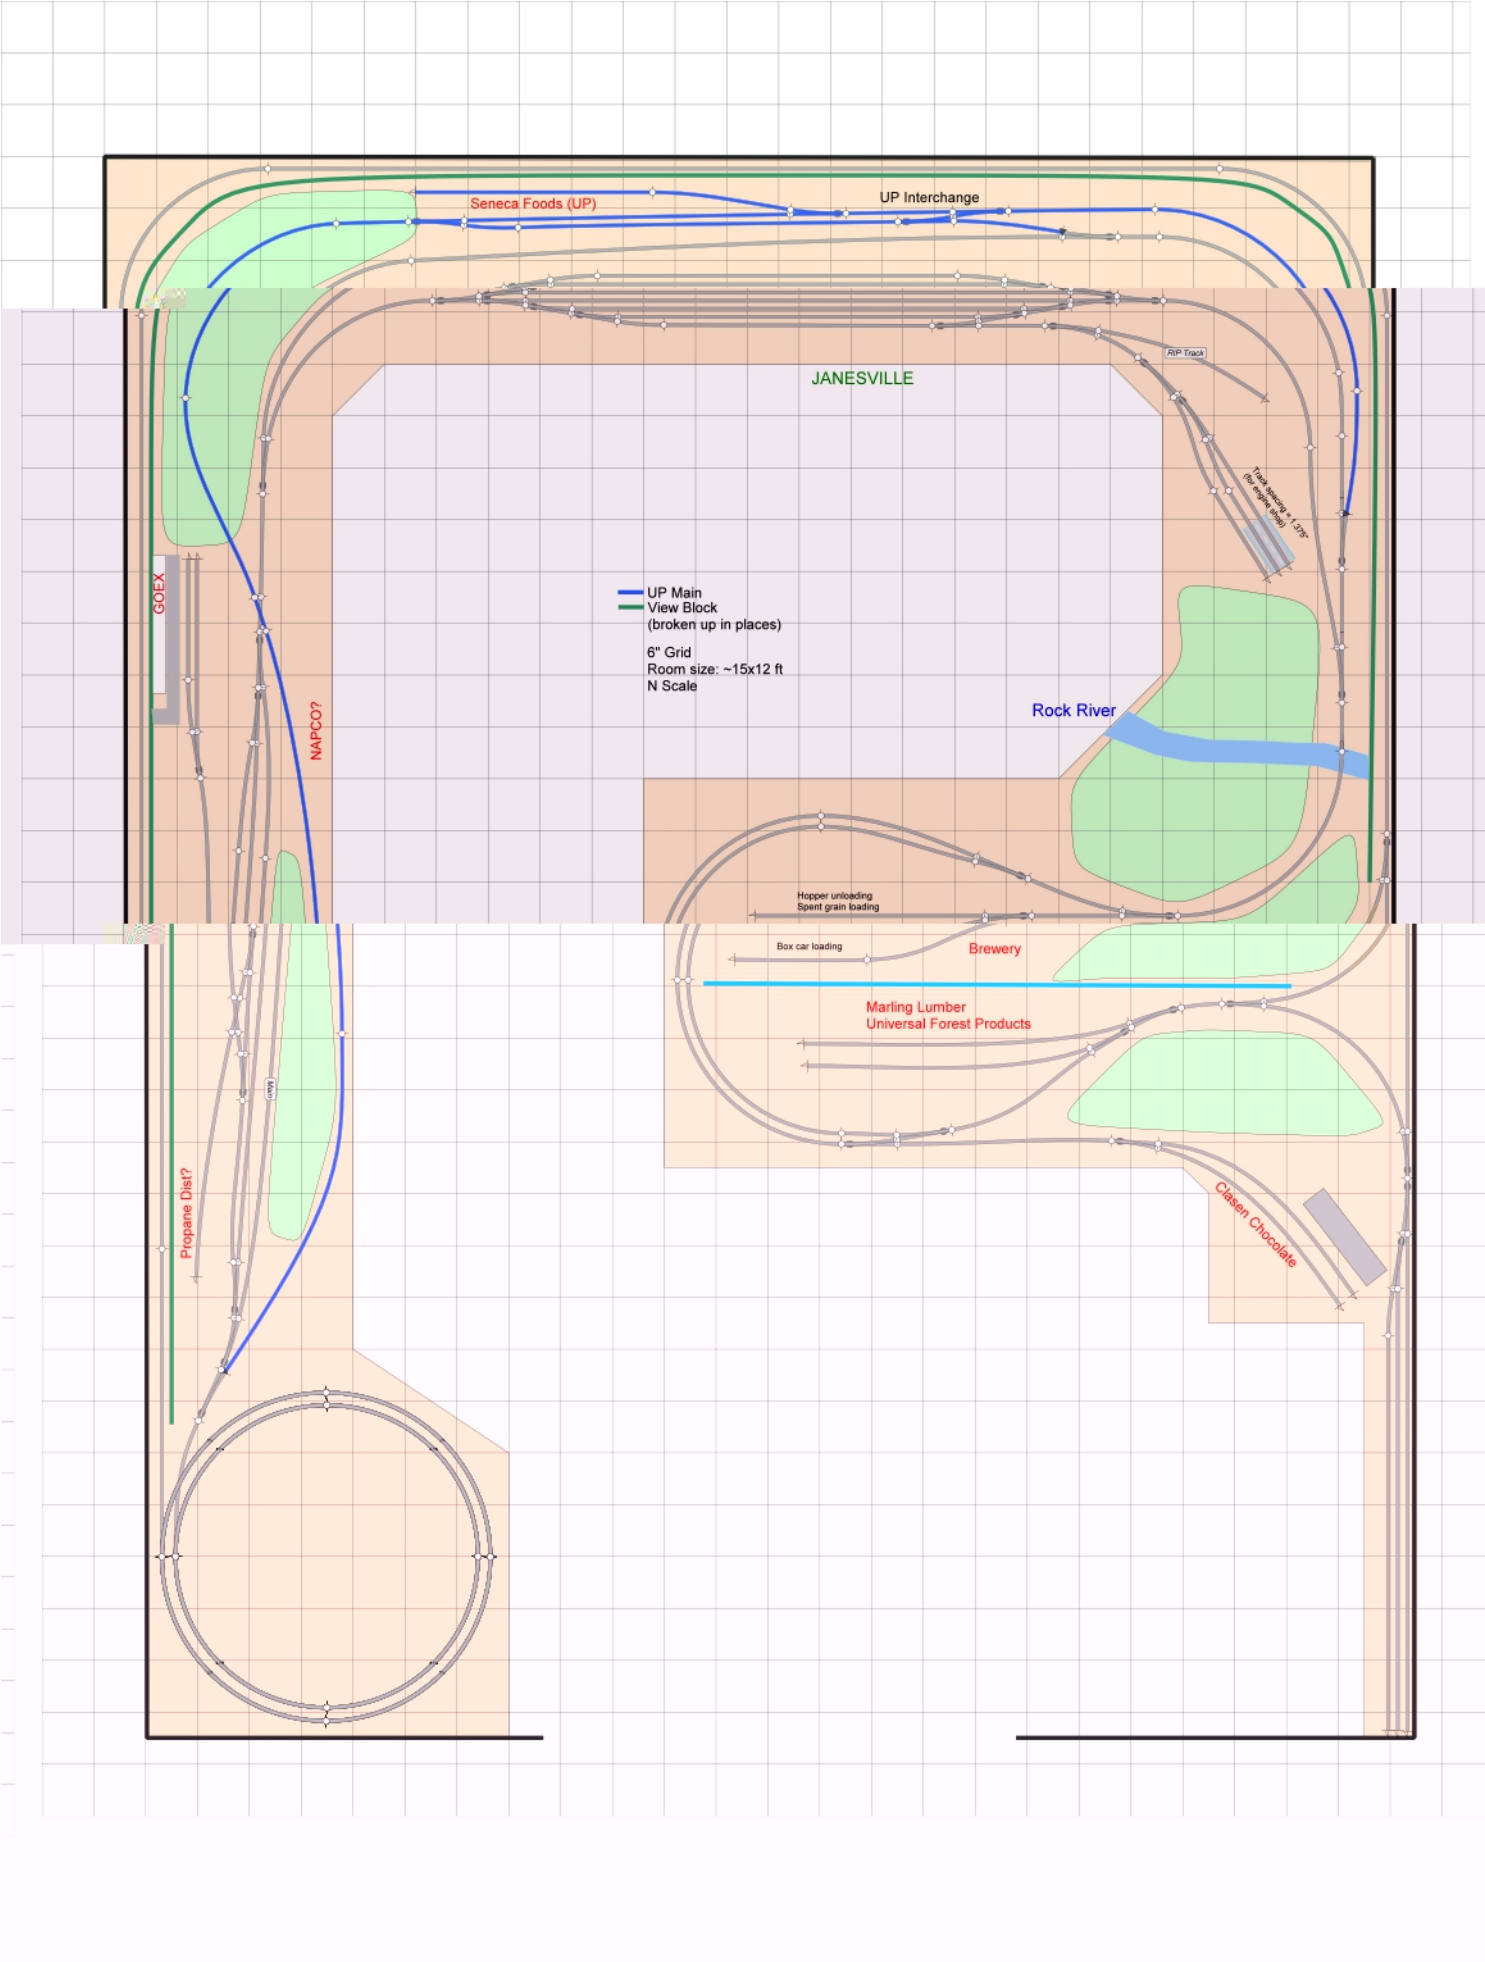 UP Interchange
Seneca Foods (UP)
RIP Track
JANESVILLE
Track spacing = 1.375"
(for engine shop)
GOEX
UP Main
View Block
(broken up in places)
6" Grid
Room size: ~15x12 ft
N Scale
NAPCO?
Rock River
Hopper unloading
Spent grain loading
Box car loading
Brewery
Marling Lumber
Universal Forest Products
Main
Propane Dist?
Clasen Chocolate